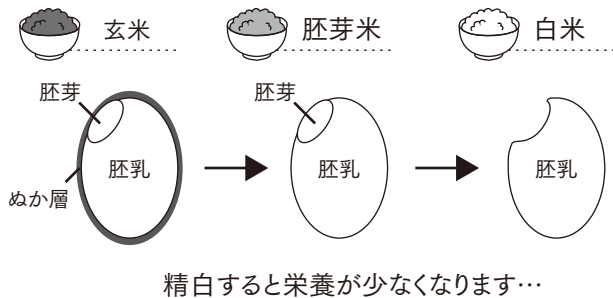 玄米
胚芽米
白米
胚芽
胚乳
ぬか層
胚芽
胚乳
胚乳
精白すると栄養が少なくなります…